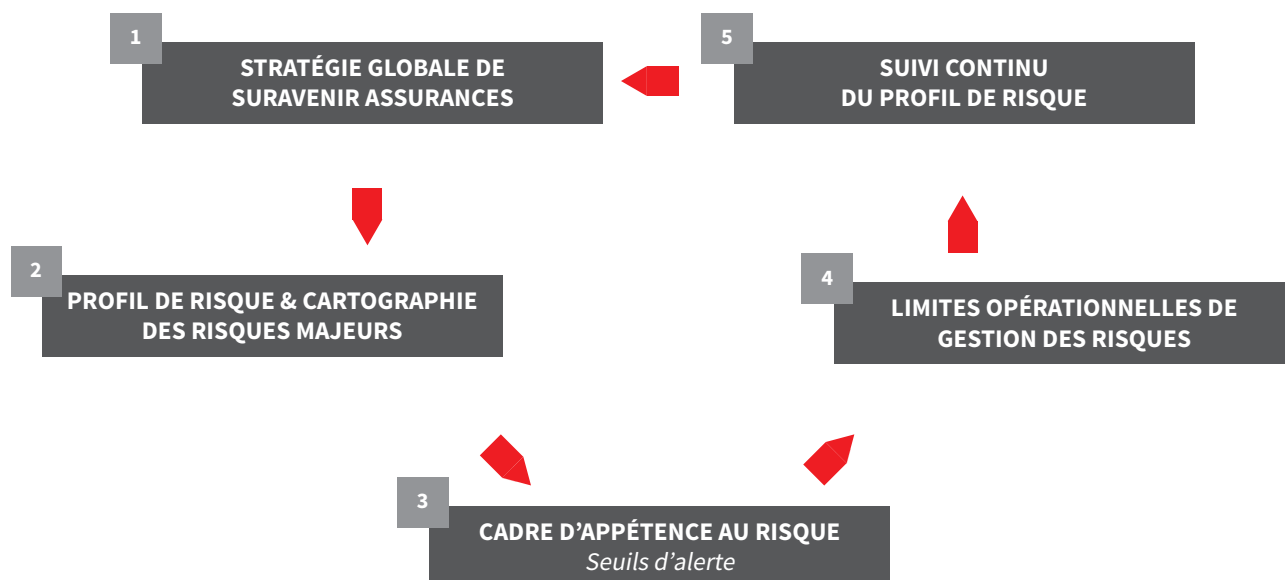 1
STRATÉGIE GLOBALE DE
SURAVENIR ASSURANCES
2
PROFIL DE RISQUE & CARTOGRAPHIE
DES RISQUES MAJEURS
3
CADRE D’APPÉTENCE AU RISQUE
Seuils d’alerte
4
LIMITES OPÉRATIONNELLES DE
GESTION DES RISQUES
5
SUIVI CONTINU
DU PROFIL DE RISQUE